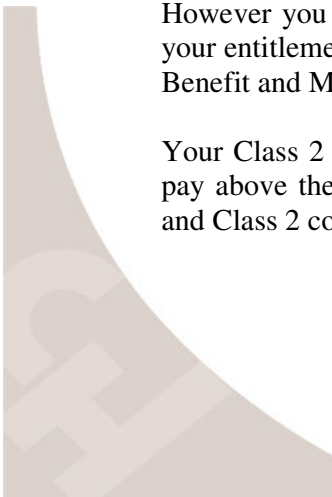 However you
your entitleme
Benefit and M
Your Class 2
pay above the
and Class 2 co